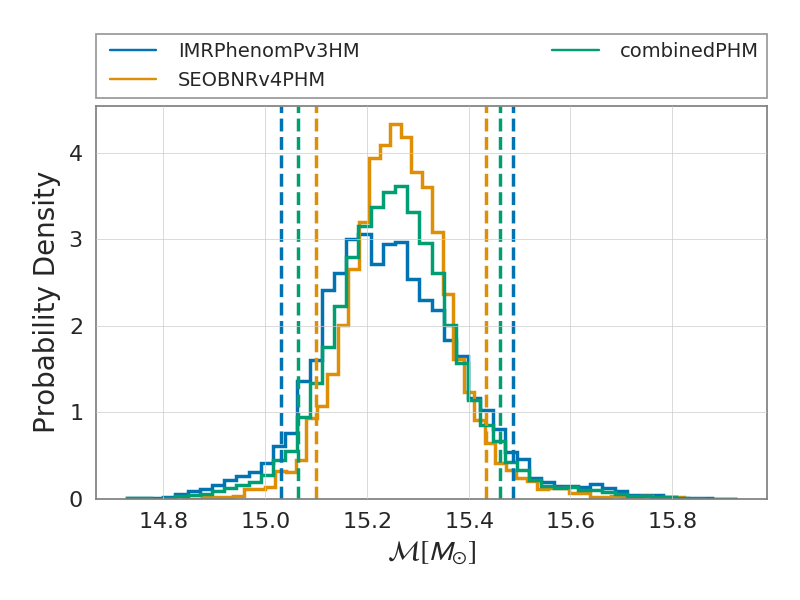 IMRPhenomPv3HM combinedPHM
SEOBNRv4PHM
Probability Density
4
3
2
1
0
14.8 15.0 15.2 15.4 15.6 15.8
ℳ[M☉]